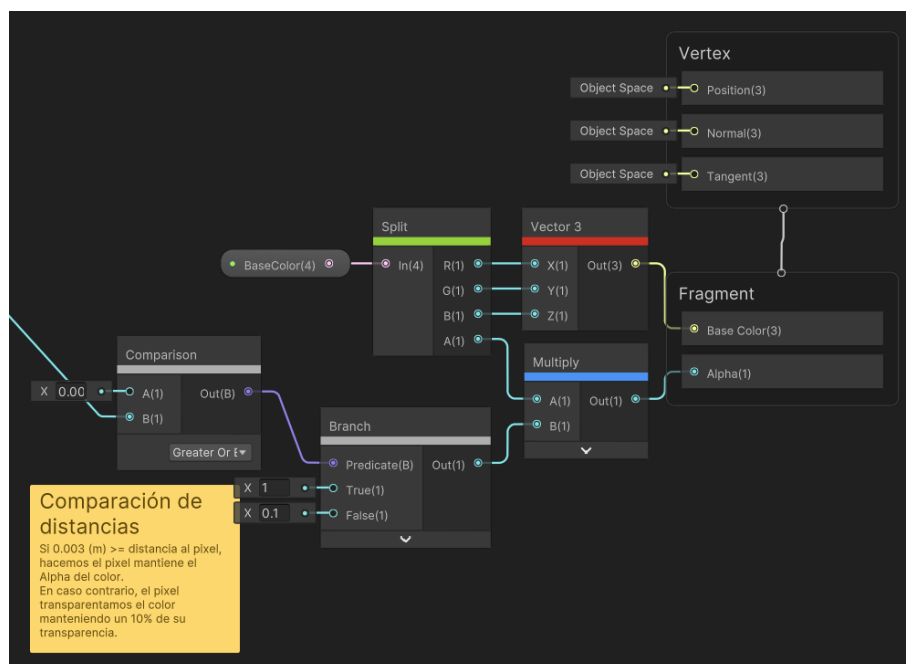 Vertex
Object Space
Position(3)
Object Space
Normal(3)
Object Space
Tangent(3)
Split
Vector 3
BaseColor(4)
In(4)
R(1)
G(1)
B(1)
A(1)
X(1)
Y(1)
Z(1)
Out(3)
Fragment
Base Color(3)
Alpha(1)
Multiply
A(1)
B(1)
Out(1)
Comparison
X 0.00
A(1)
B(1)
Out(B)
Greater Or E
Branch
Predicate(B)
True(1)
False(1)
Out(1)
X 1
X 0.1
Comparación de
distancias
Si 0.003 (m) >= distancia al pixel,
hacemos el pixel mantiene el
Alpha del color.
En caso contrario, el pixel
transparentamos el color
manteniendo un 10% de su
transparencia.